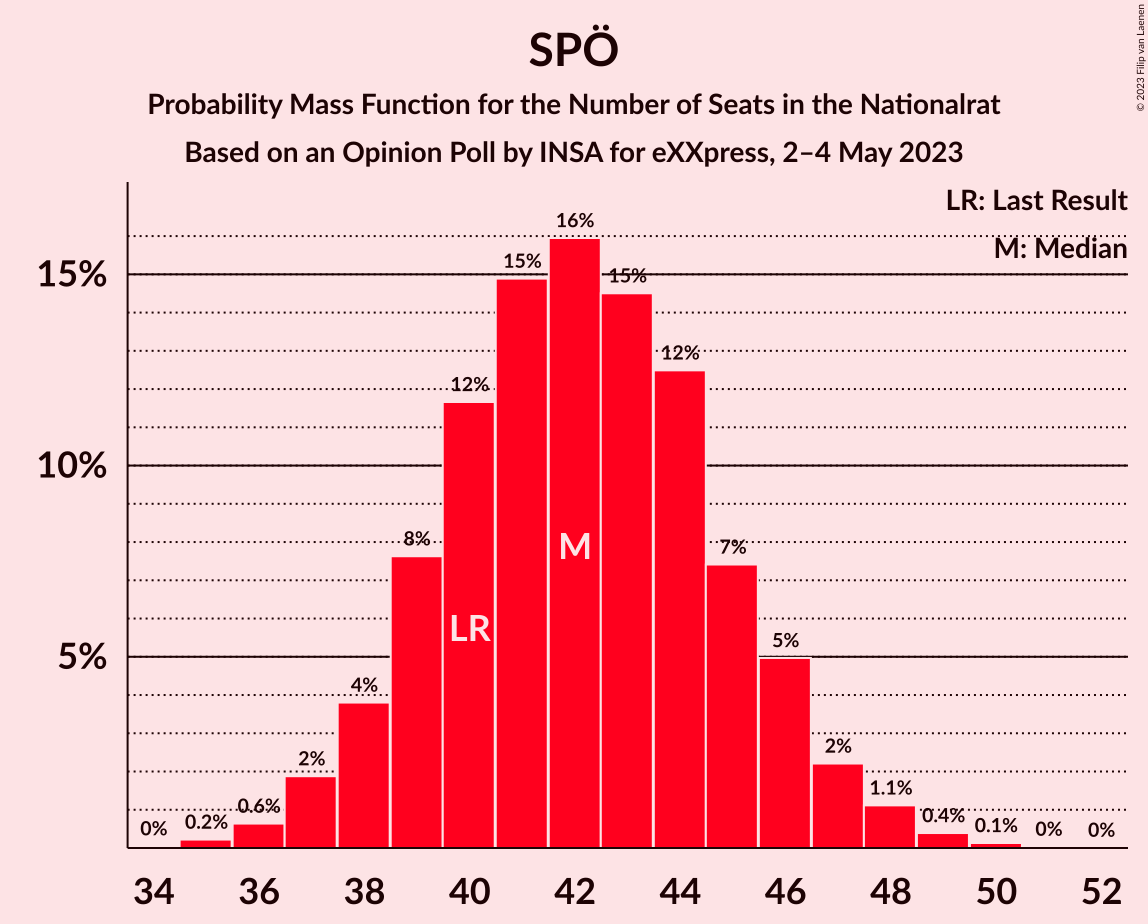 SPÖ
Probability Mass Function for the Number of Seats in the Nationalrat
Based on an Opinion Poll by INSA for eXXpress, 2–4 May 2023
© 2023 Filip van Laenen
LR: Last Result
M: Median
15%
10%
5%
0%
0.2%
0.6%
2%
4%
8%
12%
15%
16%
15%
12%
7%
5%
2%
1.1%
0.4%
0.1%
0%
0%
LR
M
34 36 38 40 42 44 46 48 50 52